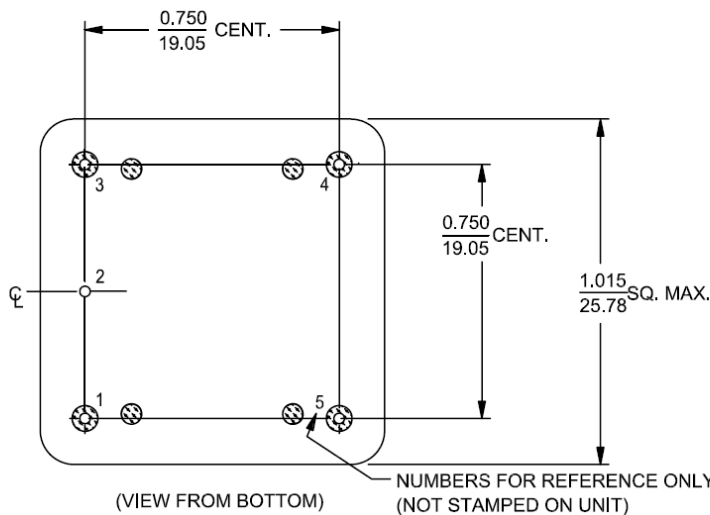 0.750
19.05 CENT.
3
4
0.750
19.05 CENT.
2
℄
1.015
25.78 SQ. MAX.
1
5
NUMBERS FOR REFERENCE ONLY
(NOT STAMPED ON UNIT)
(VIEW FROM BOTTOM)